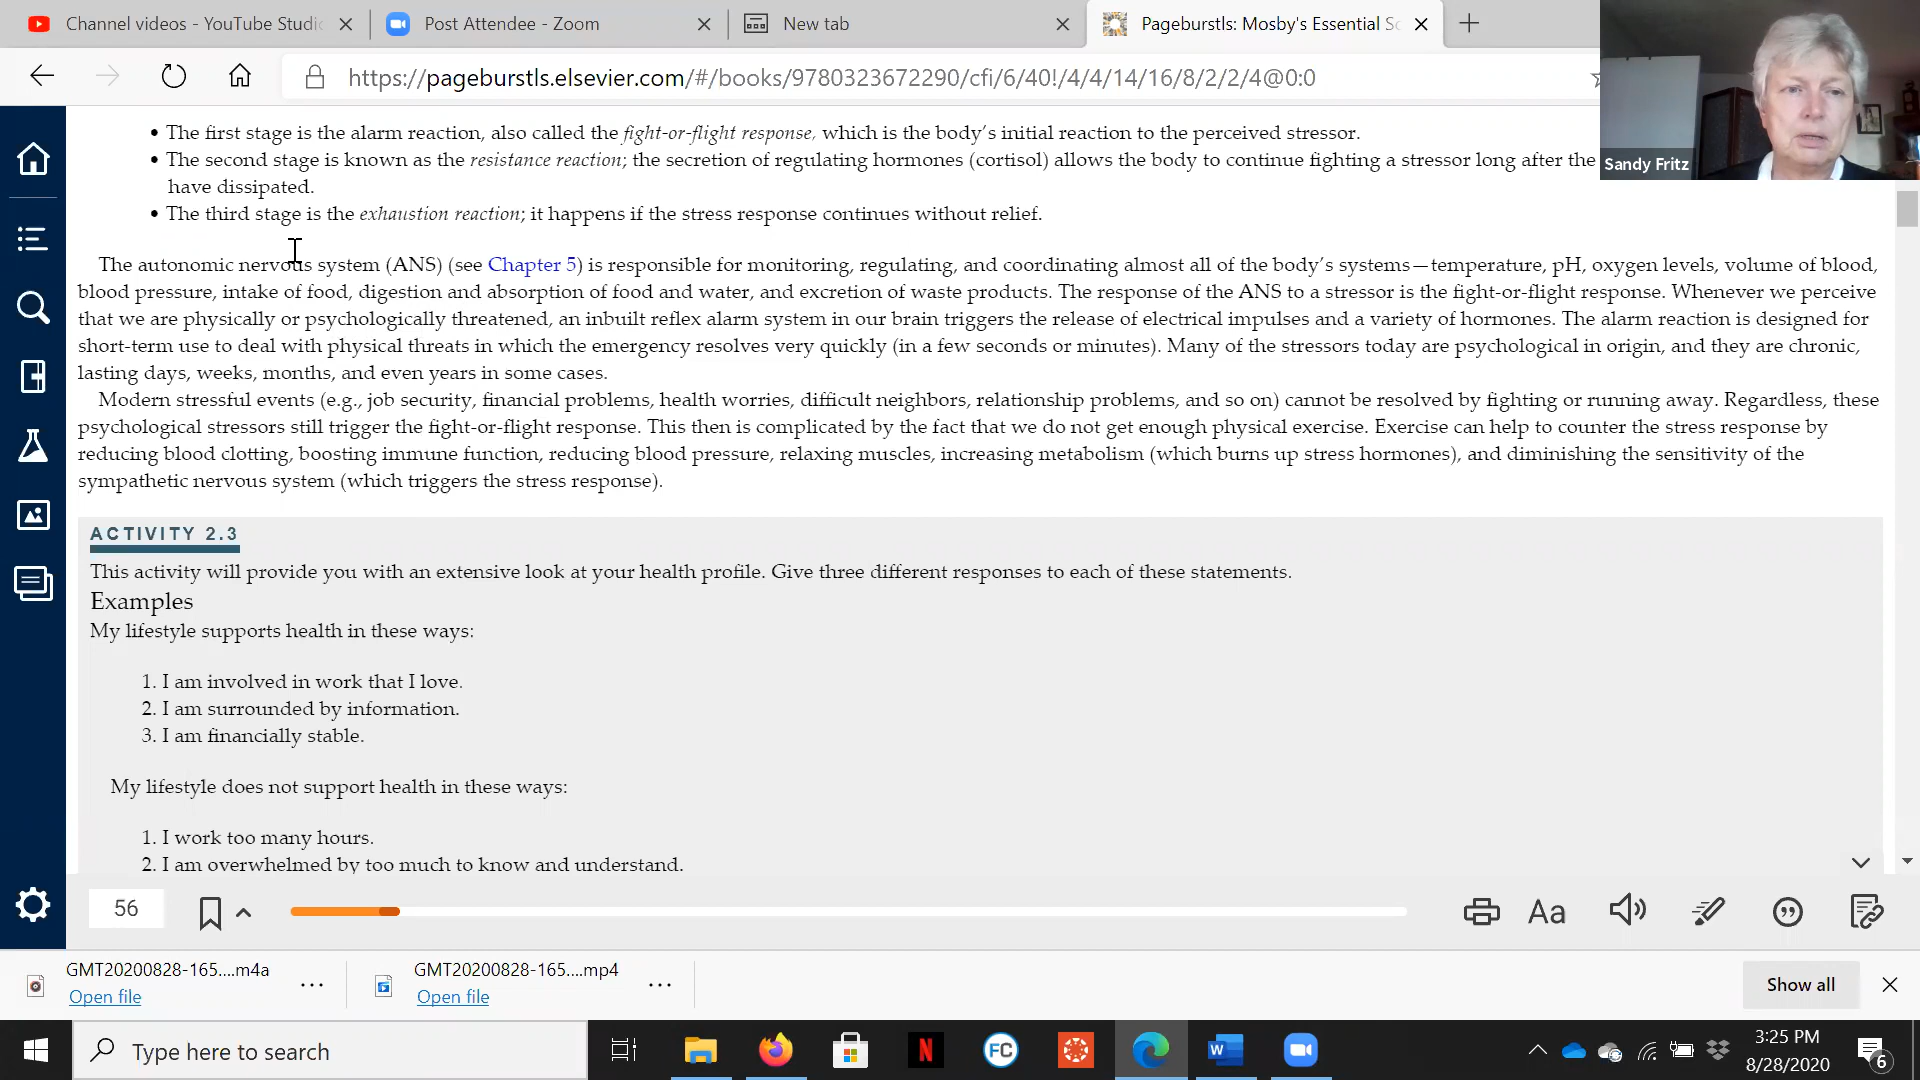 Channel videos - YouTube Studi
Post Attendee - Zoom
New tab
Pageburstls: Mosby's Essential Sc
https://pageburstls.elsevier.com/#/books/9780323672290/cfi/6/40!/4/4/14/16/8/2/2/4@0:0
Sandy Fritz
• The first stage is the alarm reaction, also called the fight-or-flight response, which is the body's initial reaction to the perceived stressor.
• The second stage is known as the resistance reaction; the secretion of regulating hormones (cortisol) allows the body to continue fighting a stressor long after the
have dissipated.
• The third stage is the exhaustion reaction; it happens if the stress response continues without relief.
The autonomic nervous system (ANS) (see Chapter 5) is responsible for monitoring, regulating, and coordinating almost all of the body's systems—temperature, pH, oxygen levels, volume of blood,
blood pressure, intake of food, digestion and absorption of food and water, and excretion of waste products. The response of the ANS to a stressor is the fight-or-flight response. Whenever we perceive
that we are physically or psychologically threatened, an inbuilt reflex alarm system in our brain triggers the release of electrical impulses and a variety of hormones. The alarm reaction is designed for
short-term use to deal with physical threats in which the emergency resolves very quickly (in a few seconds or minutes). Many of the stressors today are psychological in origin, and they are chronic,
lasting days, weeks, months, and even years in some cases.
Modern stressful events (e.g., job security, financial problems, health worries, difficult neighbors, relationship problems, and so on) cannot be resolved by fighting or running away. Regardless, these
psychological stressors still trigger the fight-or-flight response. This then is complicated by the fact that we do not get enough physical exercise. Exercise can help to counter the stress response by
reducing blood clotting, boosting immune function, reducing blood pressure, relaxing muscles, increasing metabolism (which burns up stress hormones), and diminishing the sensitivity of the
sympathetic nervous system (which triggers the stress response).
ACTIVITY 2.3
This activity will provide you with an extensive look at your health profile. Give three different responses to each of these statements.
Examples
My lifestyle supports health in these ways:
1. I am involved in work that I love.
2. I am surrounded by information.
3. I am financially stable.
My lifestyle does not support health in these ways:
1. I work too many hours.
2. I am overwhelmed by too much to know and understand.
56
Aa
GMT20200828-165....m4a
Open file
GMT20200828-165....mp4
Open file
Show all
Type here to search
N
FC
W
3:25 PM
8/28/2020
6